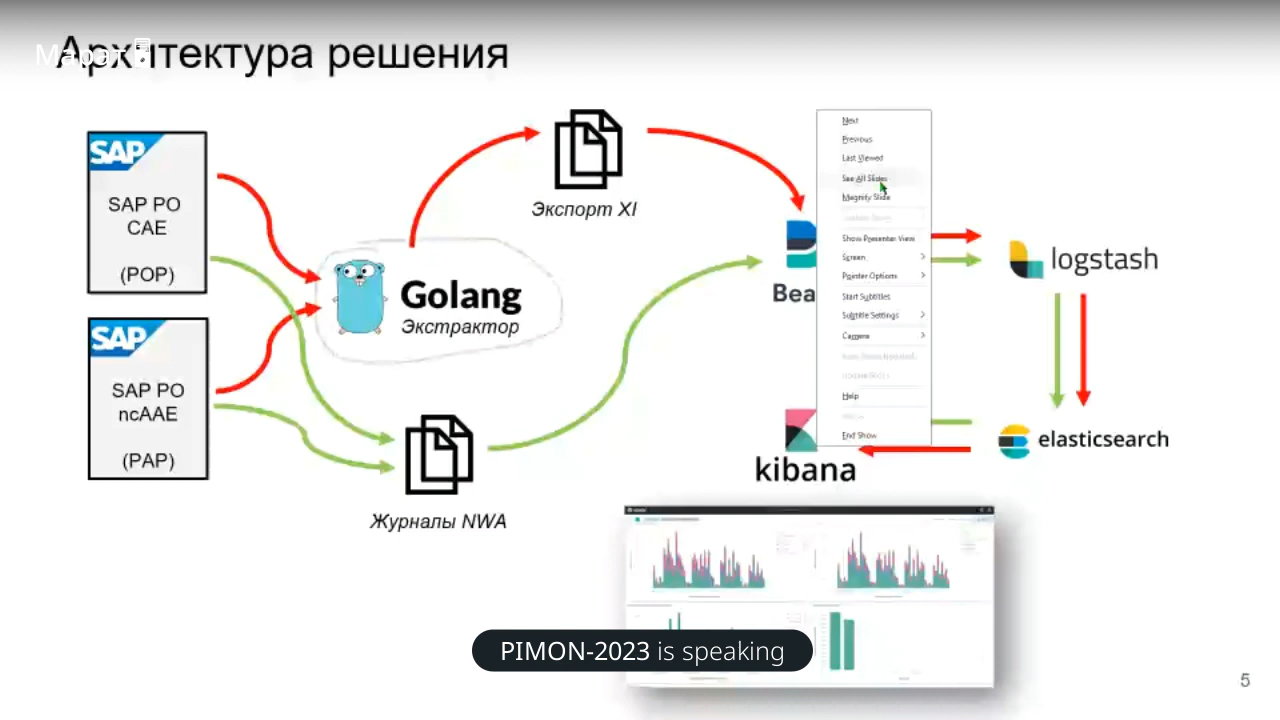 Архитектура решения
Марат
SAP
SAP PO
CAE
(POP)
SAP
SAP PO
ncAAE
(PAP)
Golang
Экстрактор
Экспорт XI
Журналы NWA
Bea
Next
Previous
Last Viewed
See All Slides
Magnify Slide
Show Presenter View
Screen
Pointer Options
Start Subtitles
Subtitle Settings
Camera
Help
End Show
logstash
elasticsearch
kibana
PIMON-2023 is speaking
5